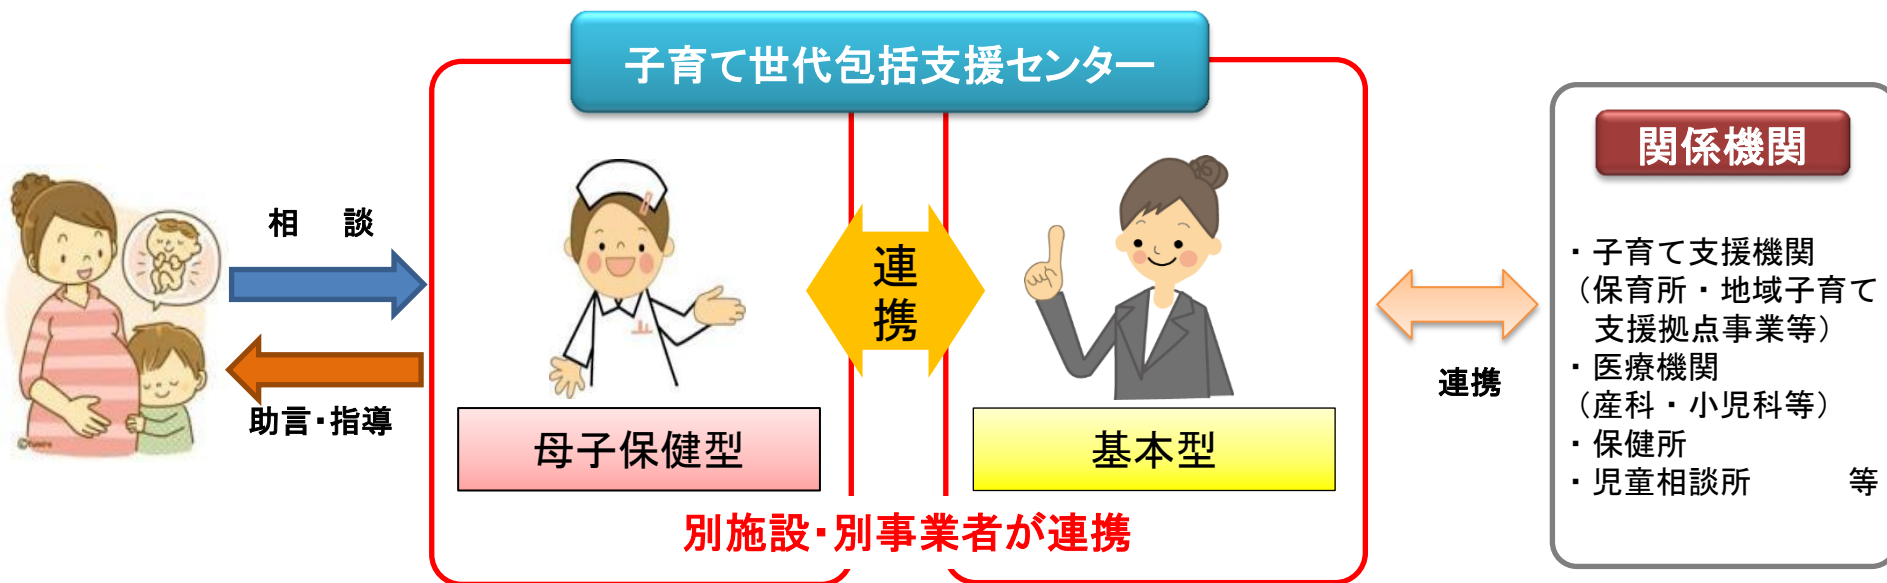 子育て世代包括支援センター
相　談
助言・指導
連
携
母子保健型
基本型
別施設・別事業者が連携
連携
関係機関
・子育て支援機関
（保育所・地域子育て
支援拠点事業等）
・医療機関
（産科・小児科等）
・保健所
・児童相談所　　　等